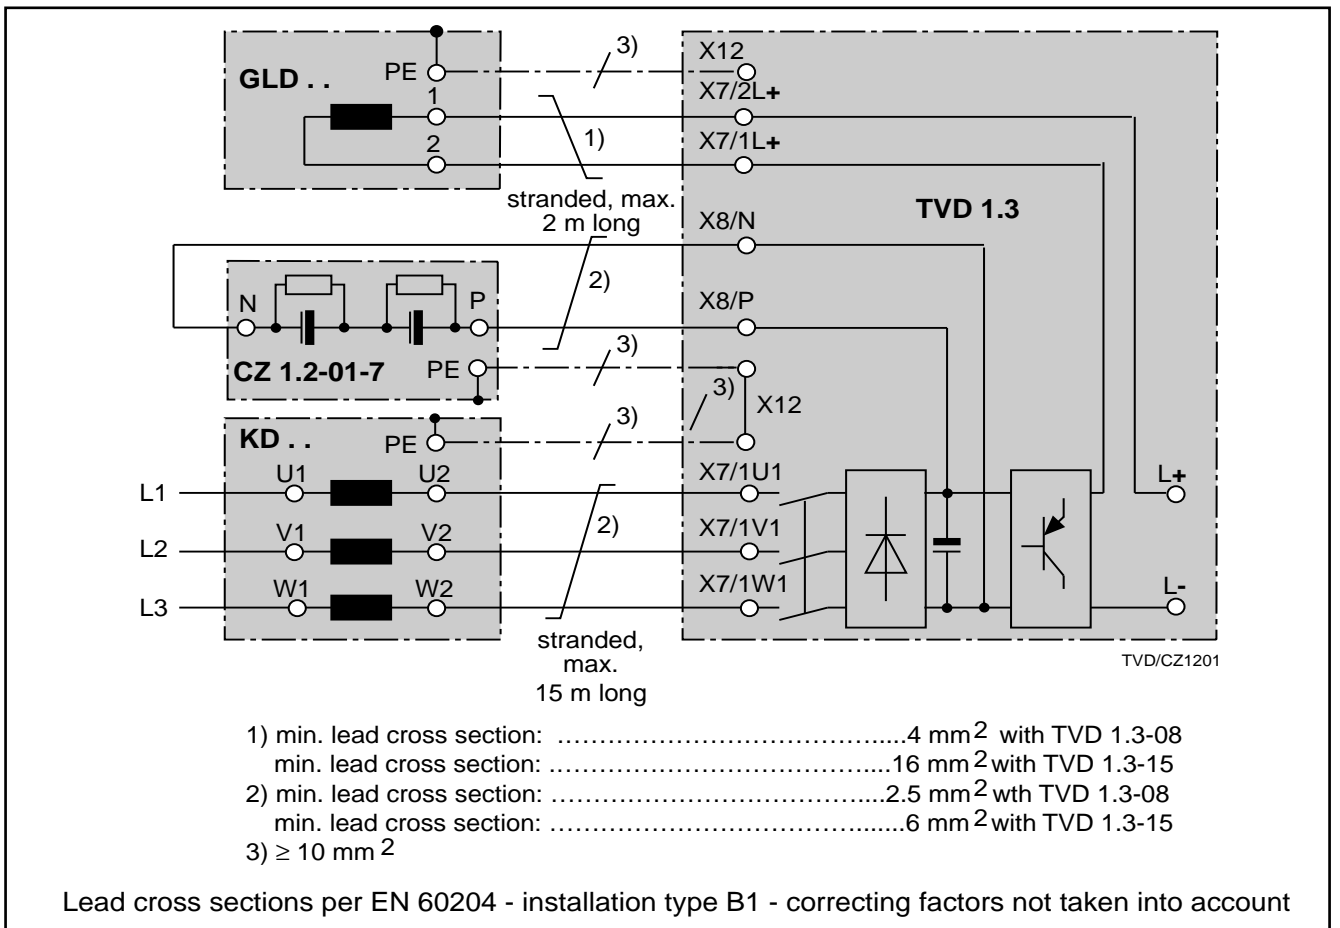 GLD . .
PE
1
2
3)
1)
stranded, max.
2 m long
X12
X7/2L+
X7/1L+
TVD 1.3
X8/N
2)
N
P
X8/P
CZ 1.2-01-7
PE
3)
3)
X12
KD . .
PE
3)
L1
U1
U2
X7/1U1
L+
2)
L2
V1
V2
X7/1V1
L3
W1
W2
X7/1W1
L-
stranded,
max.
15 m long
TVD/CZ1201
1) min. lead cross section: ........................................4 mm2 with TVD 1.3-08
min. lead cross section: ........................................16 mm2 with TVD 1.3-15
2) min. lead cross section: ........................................2.5 mm2 wth TVD 1.3-08
min. lead cross section: ........................................6 mm2 with TVD 1.3-15
3) ≥ 10 mm2
Lead cross sections per EN 60204 - installation type B1 - correcting factors not taken into account